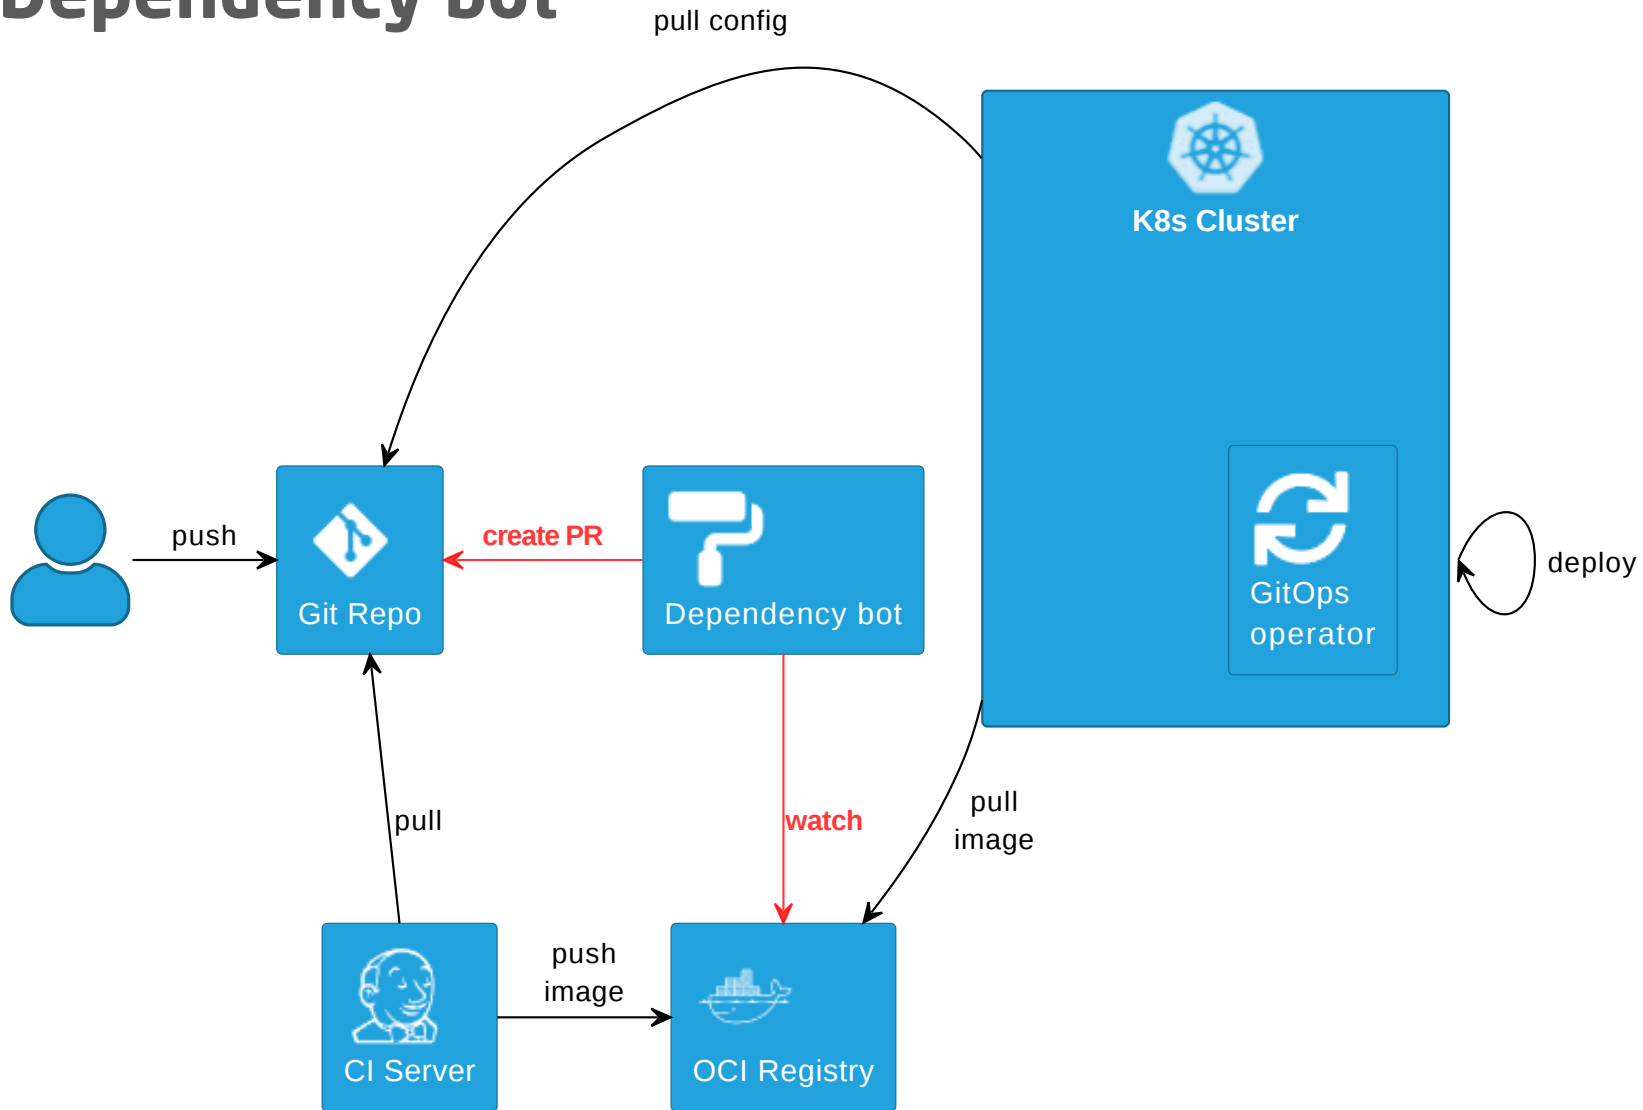 Dependency bot
pull config
K8s Cluster
push
Git Repo
create PR
Dependency bot
GitOps
operator
deploy
pull
watch
pull
image
CI Server
push
image
OCI Registry